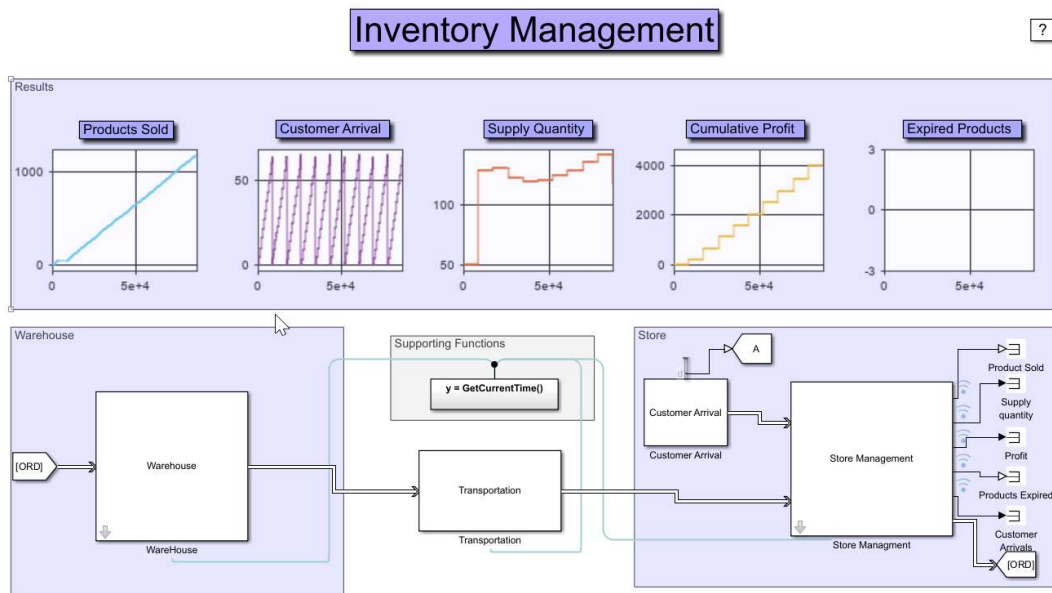 Inventory Management
?
Results
Products Sold
Customer Arrival
Supply Quantity
Cumulative Profit
Expired Products
1000
0
0
5e+4
50
0
0
5e+4
100
50
0
5e+4
4000
2000
0
0
5e+4
3
0
-3
0
5e+4
Warehouse
[ORD]
Warehouse
WareHouse
Supporting Functions
y = GetCurrentTime()
Transportation
Transportation
Store
A
d
Customer Arrival
Customer Arrival
Store Management
Store Managment
Product Sold
Supply
quantity
Profit
Products Expired
Customer
Arrivals
[ORD]